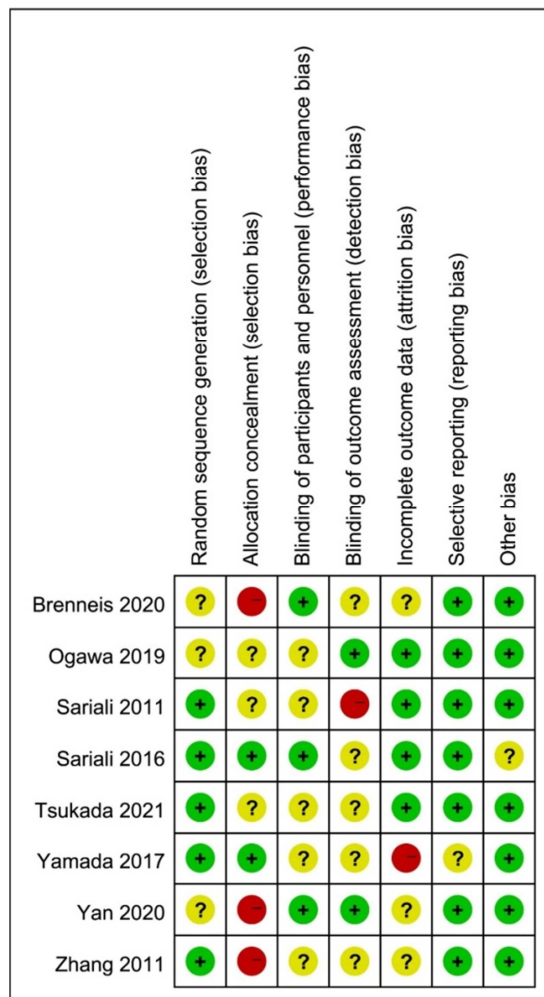 Random sequence generation (selection bias)
Allocation concealment (selection bias)
Blinding of participants and personnel (performance bias)
Blinding of outcome assessment (detection bias)
Incomplete outcome data (attrition bias)
Selective reporting (reporting bias)
Other bias
Brenneis 2020 ? - + ? ? + +
Ogawa 2019 ? ? ? + + + +
Sariali 2011 + ? ? - + + +
Sariali 2016 + + + ? + + ?
Tsukada 2021 + ? ? ? + + +
Yamada 2017 + + ? ? - ? +
Yan 2020 ? - + + ? + +
Zhang 2011 + - ? ? ? + +